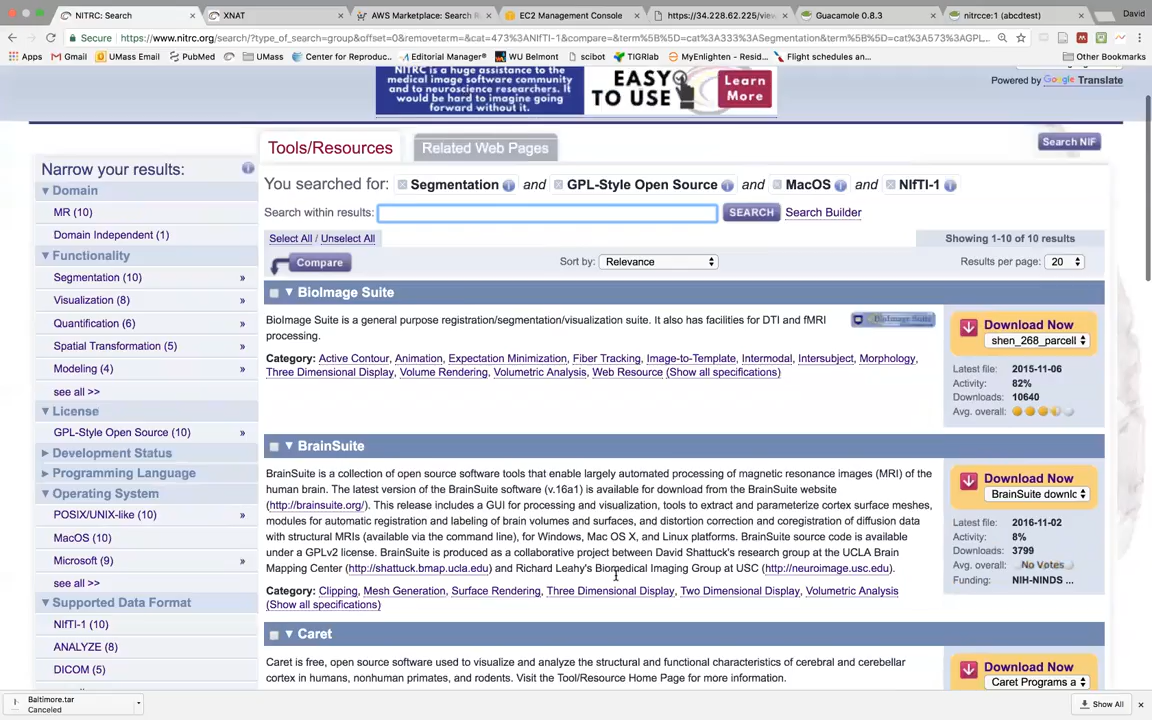 NITRC: Search
XNAT
AWS Marketplace: Search R
EC2 Management Console
https://34.228.62.225/view
Guacamole 0.8.3
nitrcce:1 (abcdtest)
David
Secure https://www.nitrc.org/search/?type_of_search=group&offset=0&removeterm=&cat=473%3ANIfTI-1&compare=&term%5B%5D=cat%3A333%3ASegmentation&term%5B%5D=cat%3A573%3AGPL...
Apps
Gmail
UMass Email
PubMed
UMass
Center for Reproduc...
Editorial Manager®
WU Belmont
scibot
TIGRlab
MyEnlighten - Resid...
Flight schedules an...
Other Bookmarks
NITRC is a huge assistance to the
medical image software community
and to neuroscience researchers. It
would be hard to imagine going
forward without it.
EASY
TO USE
Learn
More
Powered by Google Translate
Tools/Resources
Related Web Pages
Search NIF
Narrow your results:
Domain
MR (10)
Domain Independent (1)
Functionality
Segmentation (10) »
Visualization (8) »
Quantification (6) »
Spatial Transformation (5) »
Modeling (4) »
see all >>
License
GPL-Style Open Source (10) »
Development Status
Programming Language
Operating System
POSIX/UNIX-like (10) »
MacOS (10) »
Microsoft (9) »
see all >>
Supported Data Format
NIfTI-1 (10)
ANALYZE (8)
DICOM (5)
You searched for: Segmentation and GPL-Style Open Source and MacOS and NIfTI-1
Search within results: SEARCH Search Builder
Select All / Unselect All
Showing 1-10 of 10 results
Compare
Sort by: Relevance
Results per page: 20
BioImage Suite
BioImage Suite is a general purpose registration/segmentation/visualization suite. It also has facilities for DTI and fMRI
processing.
Category: Active Contour, Animation, Expectation Minimization, Fiber Tracking, Image-to-Template, Intermodal, Intersubject, Morphology,
Three Dimensional Display, Volume Rendering, Volumetric Analysis, Web Resource (Show all specifications)
BioImage Suite
Download Now
shen_268_parcell
Latest file: 2015-11-06
Activity: 82%
Downloads: 10640
Avg. overall:
BrainSuite
BrainSuite is a collection of open source software tools that enable largely automated processing of magnetic resonance images (MRI) of the
human brain. The latest version of the BrainSuite software (v.16a1) is available for download from the BrainSuite website
(http://brainsuite.org/). This release includes a GUI for processing and visualization, tools to extract and parameterize cortex surface meshes,
modules for automatic registration and labeling of brain volumes and surfaces, and distortion correction and coregistration of diffusion data
with structural MRIs (available via the command line), for Windows, Mac OS X, and Linux platforms. BrainSuite source code is available
under a GPLv2 license. BrainSuite is produced as a collaborative project between David Shattuck's research group at the UCLA Brain
Mapping Center (http://shattuck.bmap.ucla.edu) and Richard Leahy's Biomedical Imaging Group at USC (http://neuroimage.usc.edu).
Category: Clipping, Mesh Generation, Surface Rendering, Three Dimensional Display, Two Dimensional Display, Volumetric Analysis
(Show all specifications)
Download Now
BrainSuite downlc
Latest file: 2016-11-02
Activity: 8%
Downloads: 3799
Avg. overall: No Votes
Funding: NIH-NINDS ...
Caret
Caret is free, open source software used to visualize and analyze the structural and functional characteristics of cerebral and cerebellar
cortex in humans, nonhuman primates, and rodents. Visit the Tool/Resource Home Page for more information.
Download Now
Caret Programs a
Baltimore.tar
Canceled
Show All